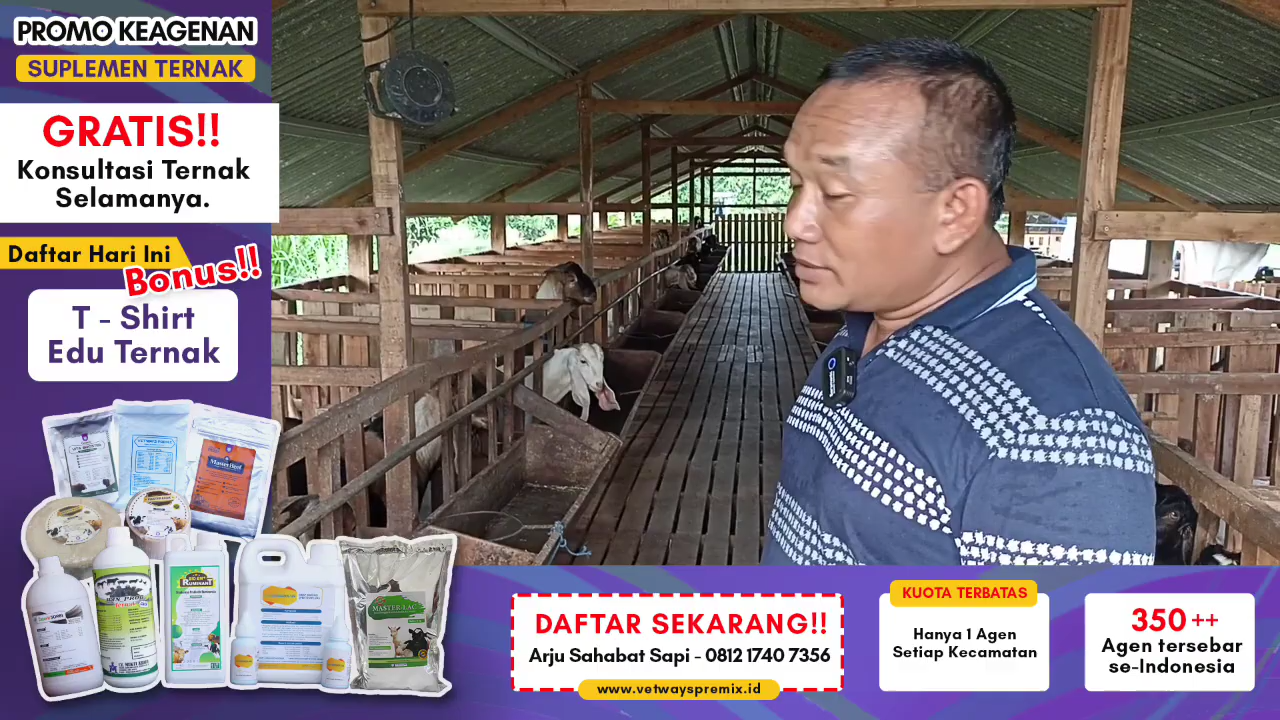 PROMO KEAGENAN
SUPLEMEN TERNAK
GRATIS!!
Konsultasi Ternak
Selamanya.
Daftar Hari Ini
Bonus!!
T - Shirt
Edu Ternak
Master Beef
RUMINANT
MASTER LAC
DAFTAR SEKARANG!!
Arju Sahabat Sapi - 0812 1740 7356
www.vetwayspremix.id
KUOTA TERBATAS
Hanya 1 Agen
Setiap Kecamatan
350 ++
Agen tersebar
se-Indonesia